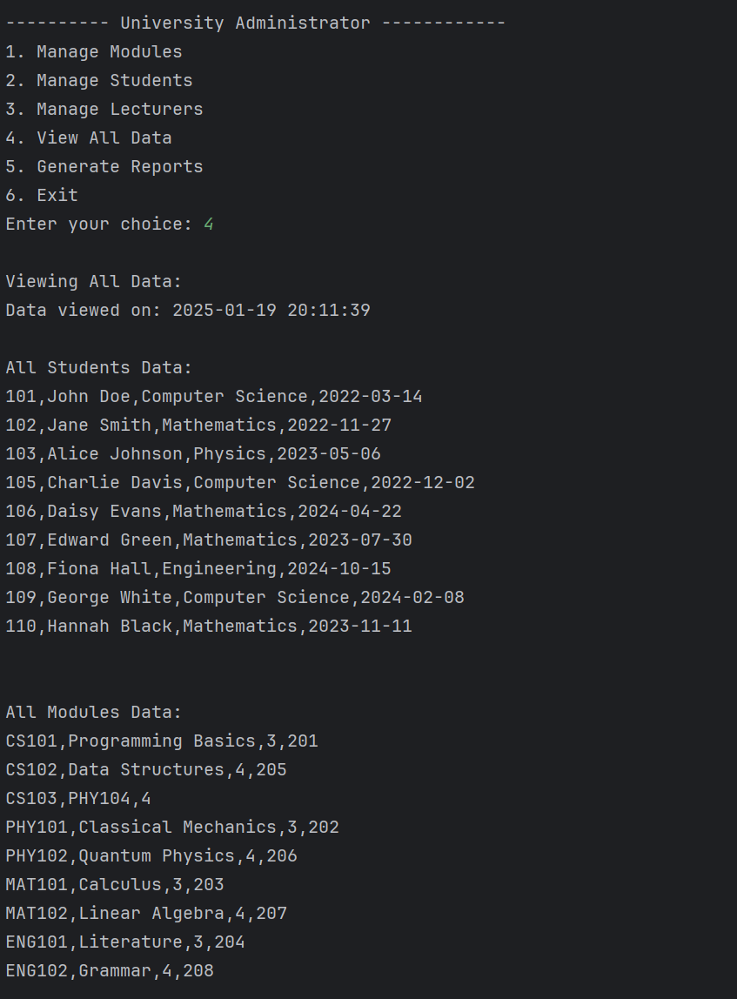 ---------- University Administrator ------------
1. Manage Modules
2. Manage Students
3. Manage Lecturers
4. View All Data
5. Generate Reports
6. Exit
Enter your choice: 4
Viewing All Data:
Data viewed on: 2025-01-19 20:11:39
All Students Data:
101,John Doe,Computer Science,2022-03-14
102,Jane Smith,Mathematics,2022-11-27
103,Alice Johnson,Physics,2023-05-06
105,Charlie Davis,Computer Science,2022-12-02
106,Daisy Evans,Mathematics,2024-04-22
107,Edward Green,Mathematics,2023-07-30
108,Fiona Hall,Engineering,2024-10-15
109,George White,Computer Science,2024-02-08
110,Hannah Black,Mathematics,2023-11-11
All Modules Data:
CS101,Programming Basics,3,201
CS102,Data Structures,4,205
CS103,PHY104,4
PHY101,Classical Mechanics,3,202
PHY102,Quantum Physics,4,206
MAT101,Calculus,3,203
MAT102,Linear Algebra,4,207
ENG101,Literature,3,204
ENG102,Grammar,4,208